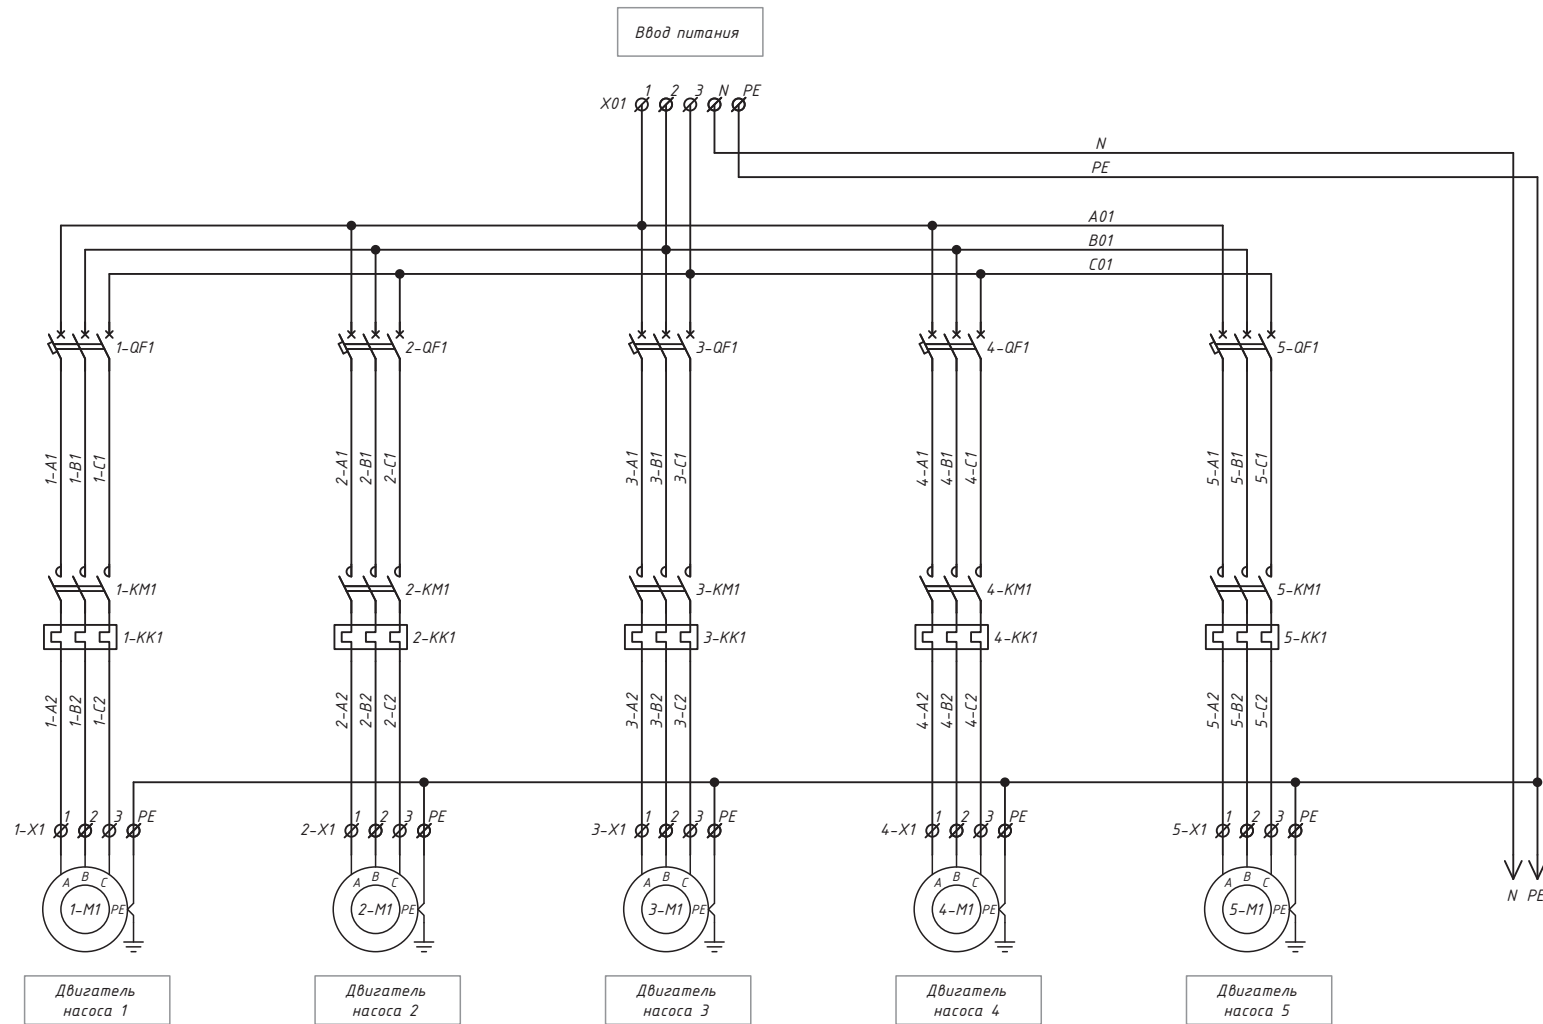 Ввод питания
X01 1 2 3 N PE
N
PE
A01
B01
C01
1-QF1 2-QF1 3-QF1 4-QF1 5-QF1
1-A1 1-B1 1-C1 2-A1 2-B1 2-C1 3-A1 3-B1 3-C1 4-A1 4-B1 4-C1 5-A1 5-B1 5-C1
1-KM1 2-KM1 3-KM1 4-KM1 5-KM1
1-KK1 2-KK1 3-KK1 4-KK1 5-KK1
1-A2 1-B2 1-C2 2-A2 2-B2 2-C2 3-A2 3-B2 3-C2 4-A2 4-B2 4-C2 5-A2 5-B2 5-C2
1-X1 1 2 3 PE 2-X1 1 2 3 PE 3-X1 1 2 3 PE 4-X1 1 2 3 PE 5-X1 1 2 3 PE
A B C A B C A B C A B C A B C
1-M1 PE 2-M1 PE 3-M1 PE 4-M1 PE 5-M1 PE
N PE
Двигатель
насоса 1
Двигатель
насоса 2
Двигатель
насоса 3
Двигатель
насоса 4
Двигатель
насоса 5